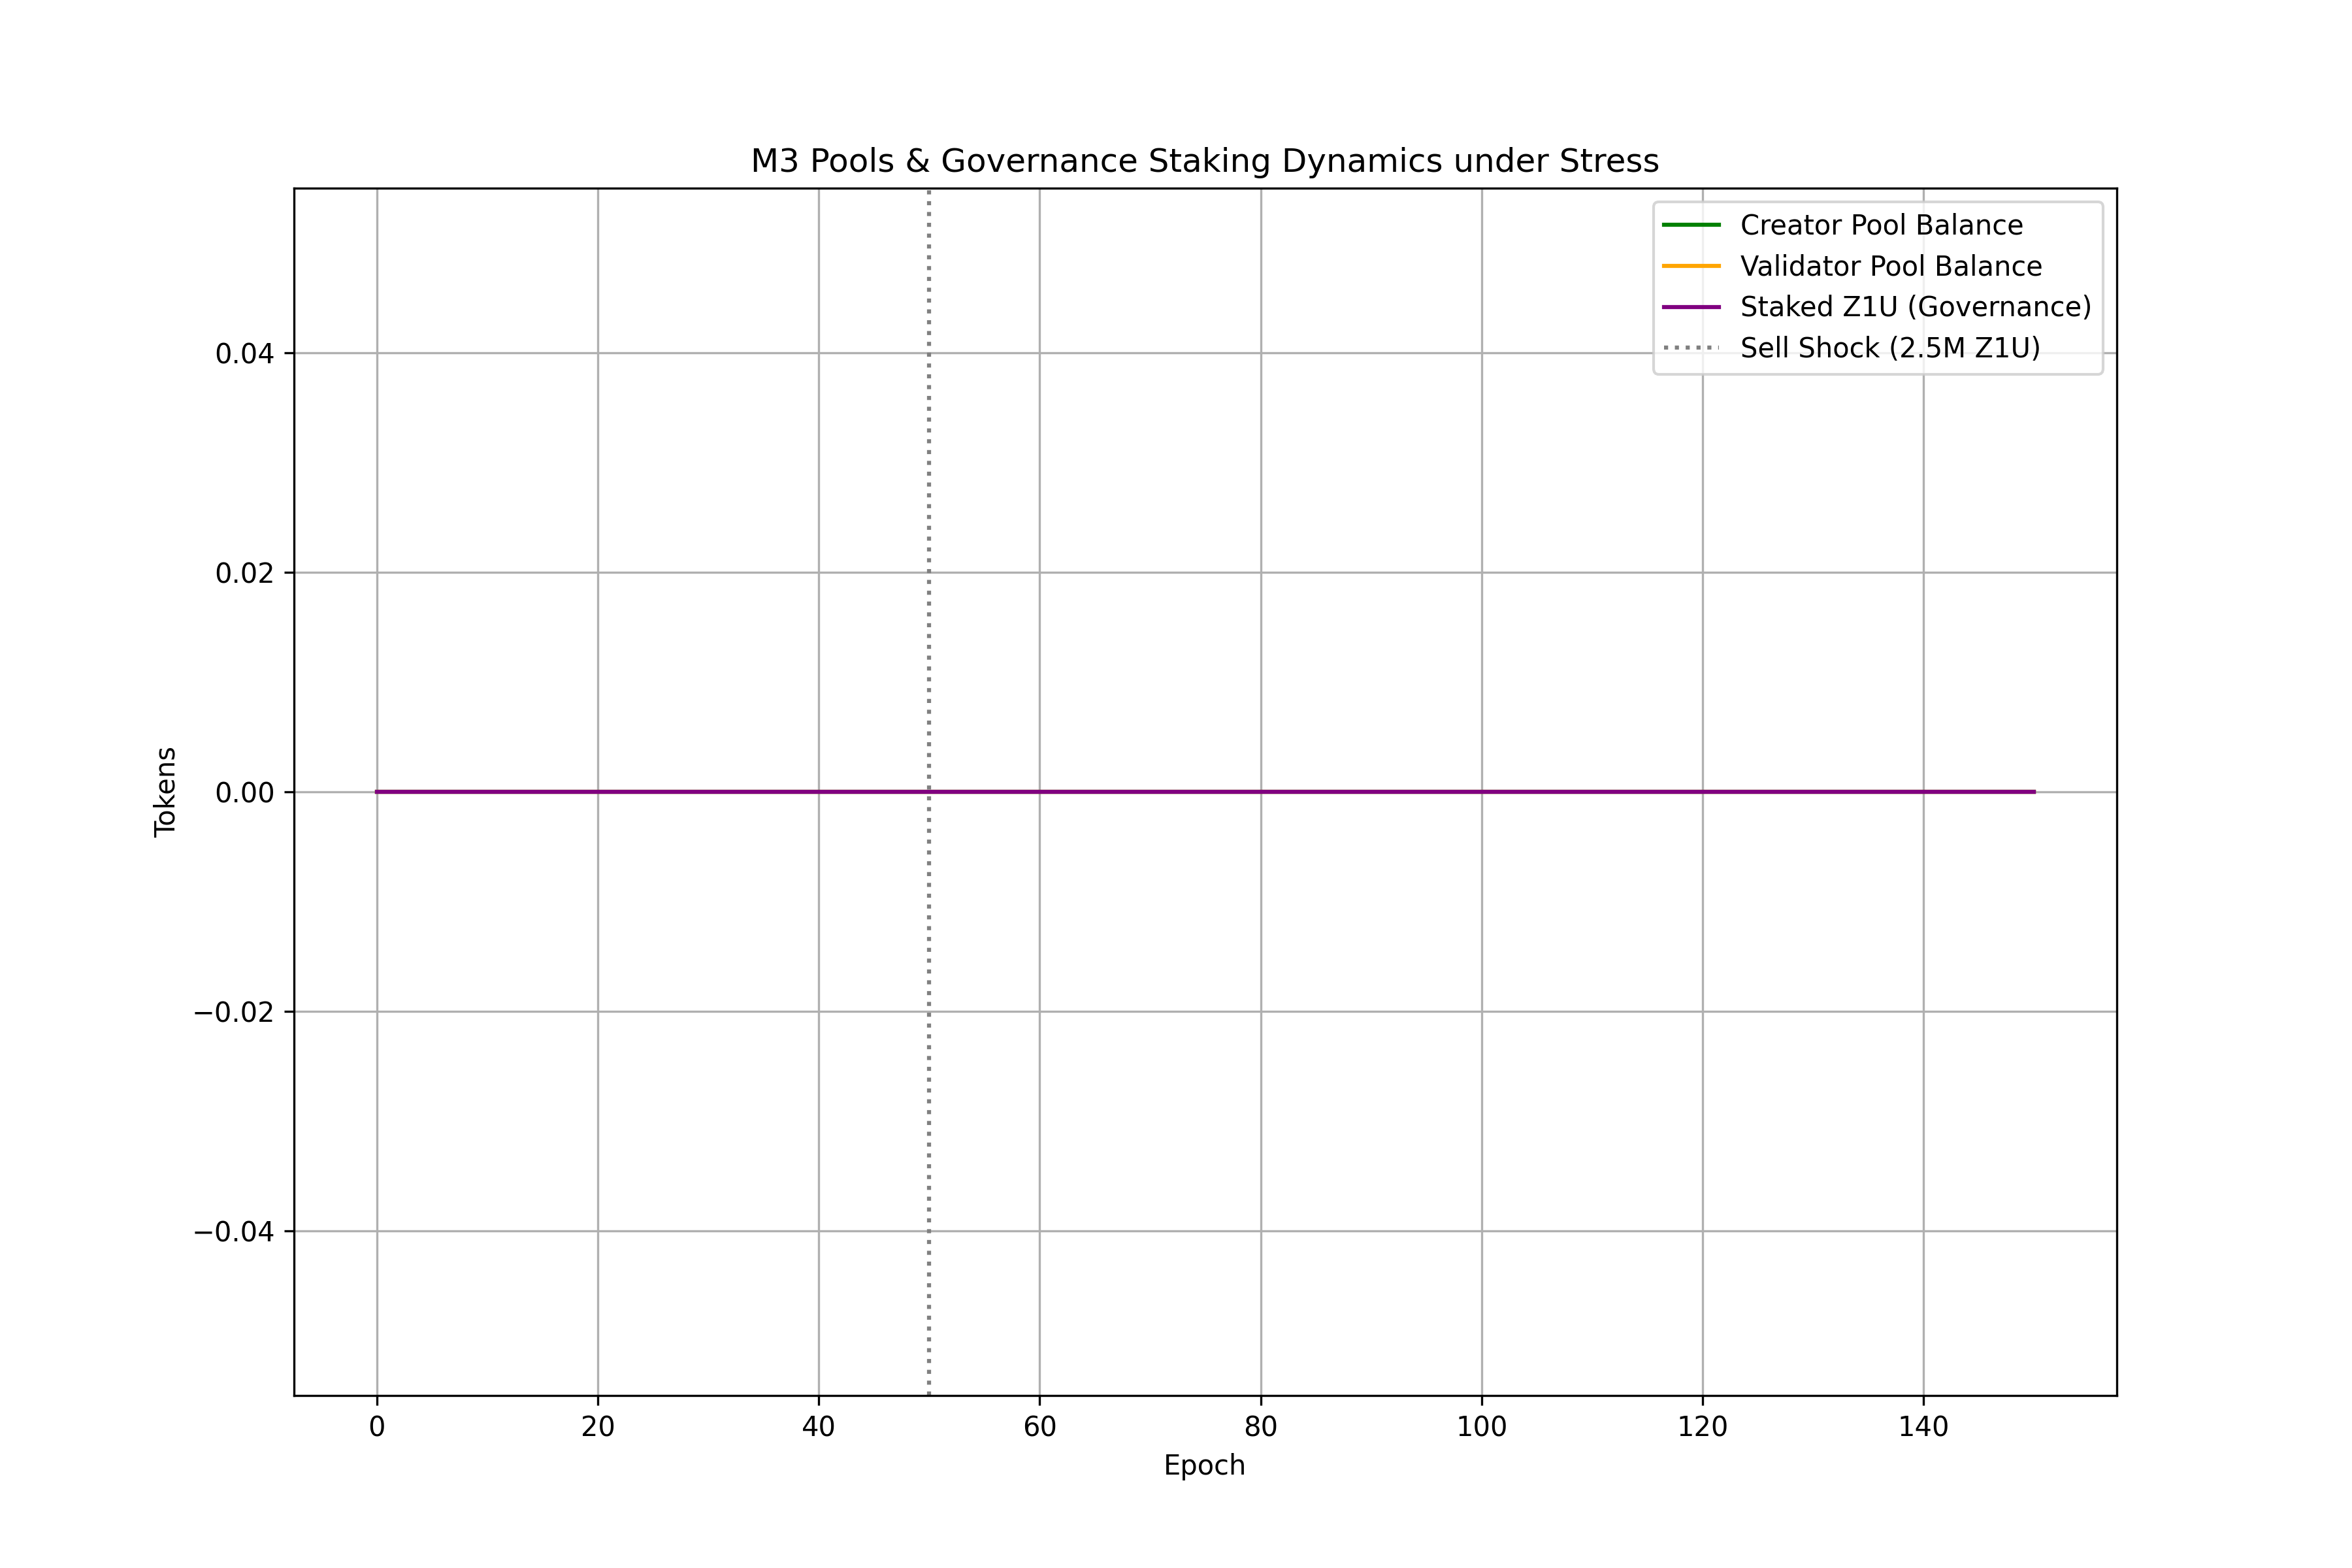 M3 Pools & Governance Staking Dynamics under Stress
Creator Pool Balance
Validator Pool Balance
Staked Z1U (Governance)
Sell Shock (2.5M Z1U)
Tokens
0.04
0.02
0.00
−0.02
−0.04
0 20 40 60 80 100 120 140
Epoch